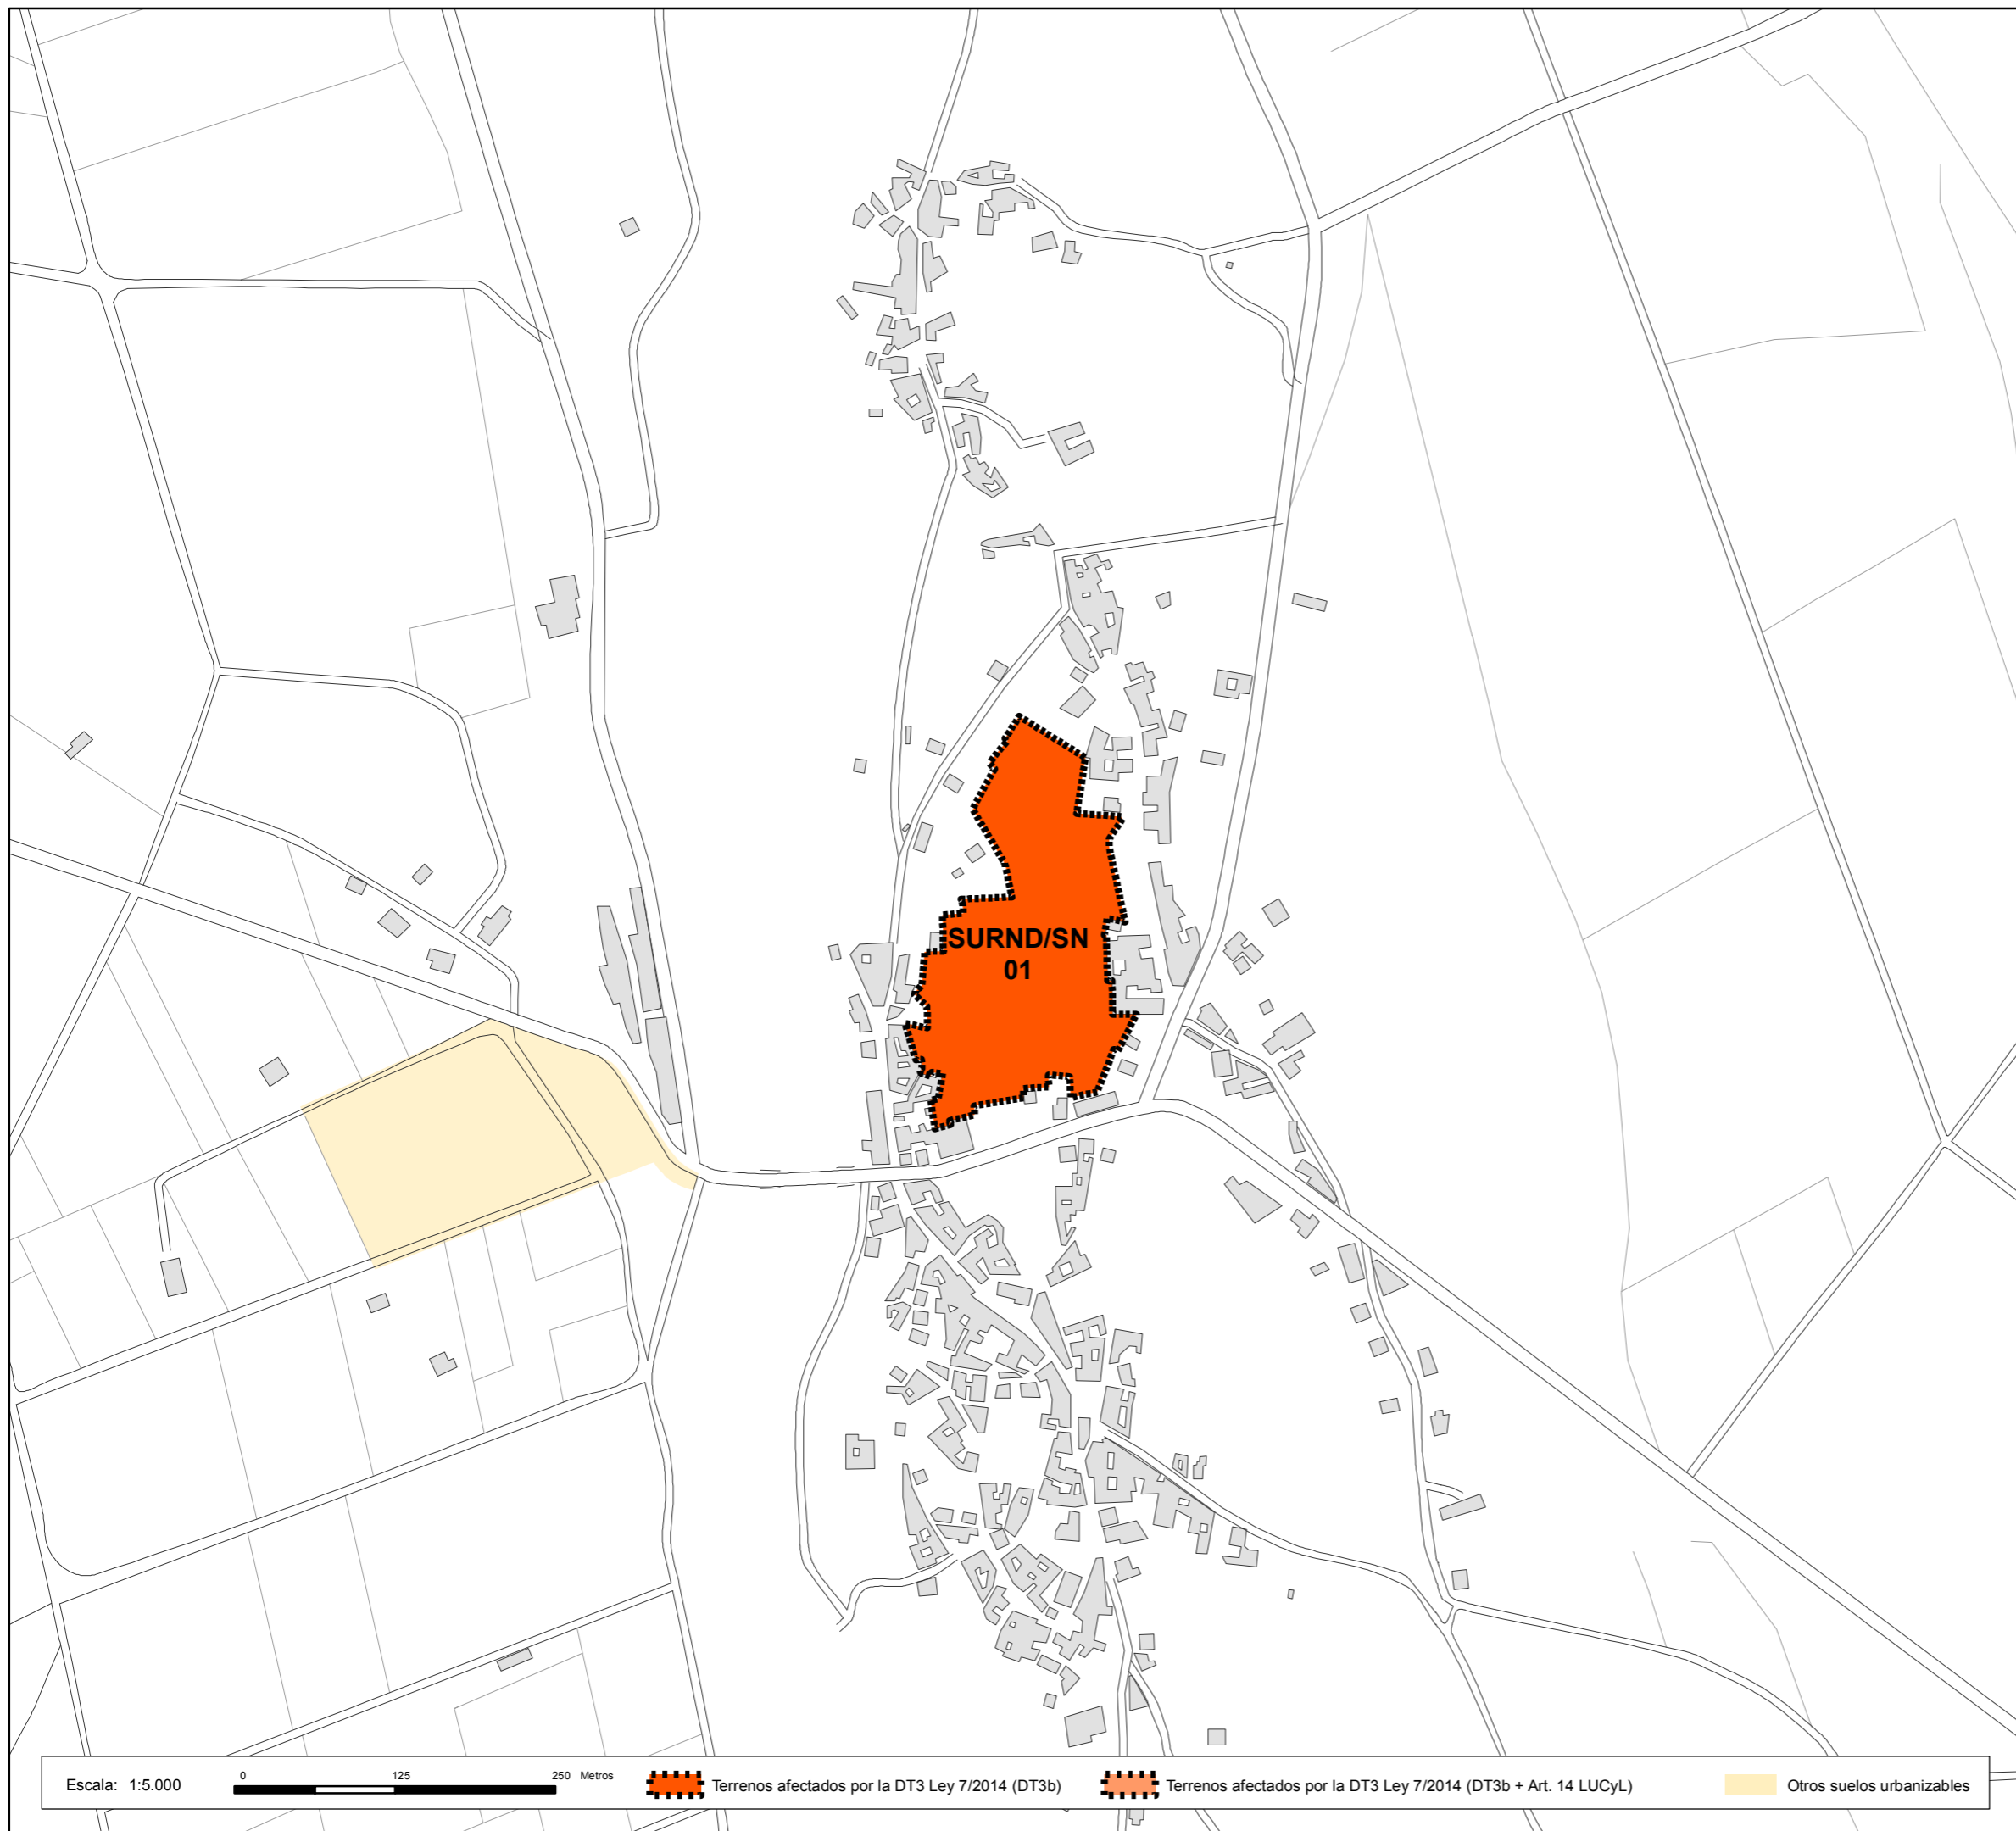 SURND/SN
01
Escala: 1:5.000
0 125 250 Metros
Terrenos afectados por la DT3 Ley 7/2014 (DT3b)
Terrenos afectados por la DT3 Ley 7/2014 (DT3b + Art. 14 LUCyL)
Otros suelos urbanizables